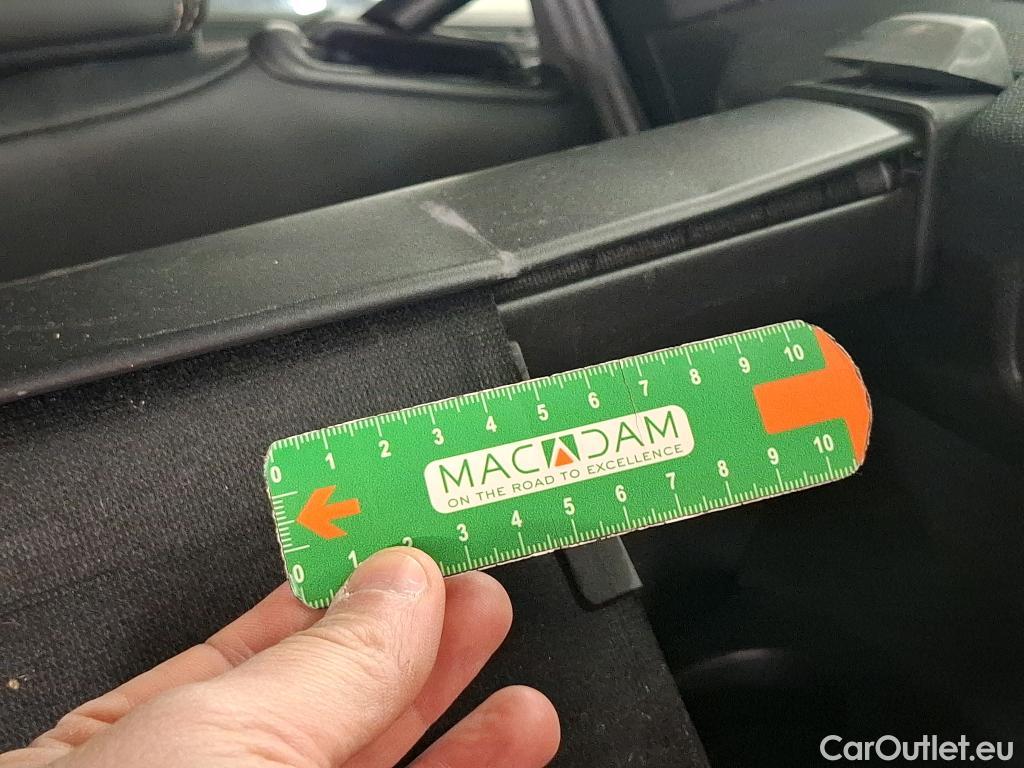 0 1 2 3 4 5 6 7 8 9 10
MACADAM
ON THE ROAD TO EXCELLENCE
0 1 2 3 4 5 6 7 8 9 10
CarOutlet.eu